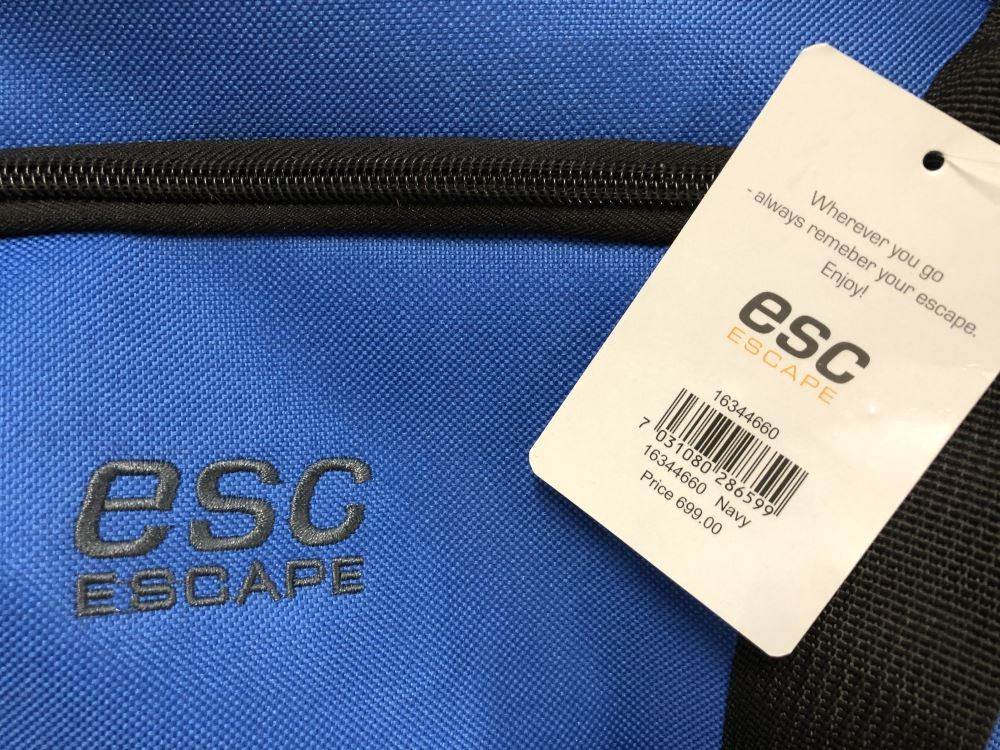 esc
ESCAPE
Wherever you go
- always remeber your escape.
Enjoy!
esc
ESCAPE
16344660
7 031080 286599
16344660 Navy
Price 699.00